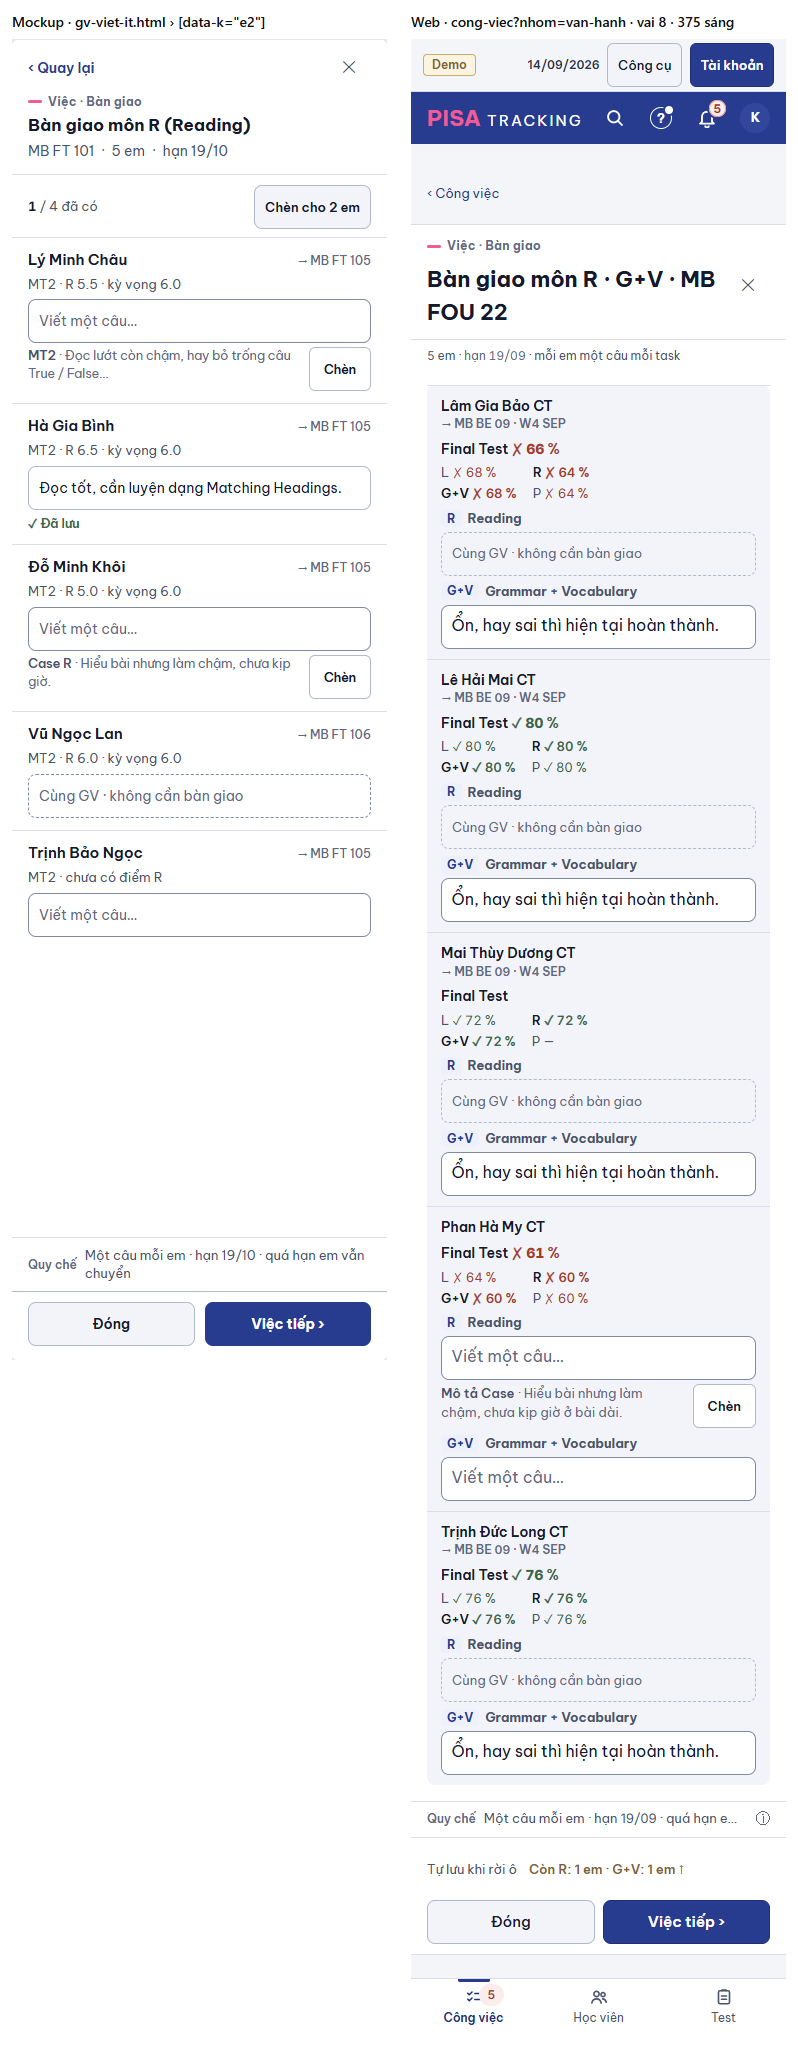 Mockup · gv-viet-it.html › [data-k="e2"]
‹ Quay lại
Việc · Bàn giao
Bàn giao môn R (Reading)
MB FT 101 · 5 em · hạn 19/10
1 / 4 đã có
Chèn cho 2 em
Lý Minh Châu
→ MB FT 105
MT2 · R 5.5 · kỳ vọng 6.0
Viết một câu...
MT2 · Đọc lướt còn chậm, hay bỏ trống câu
True / False...
Chèn
Hà Gia Bình
→ MB FT 105
MT2 · R 6.5 · kỳ vọng 6.0
Đọc tốt, cần luyện dạng Matching Headings.
✓ Đã lưu
Đỗ Minh Khôi
→ MB FT 105
MT2 · R 5.0 · kỳ vọng 6.0
Viết một câu...
Case R · Hiểu bài nhưng làm chậm, chưa kịp
giờ.
Chèn
Vũ Ngọc Lan
→ MB FT 106
MT2 · R 6.0 · kỳ vọng 6.0
Cùng GV · không cần bàn giao
Trịnh Bảo Ngọc
→ MB FT 105
MT2 · chưa có điểm R
Viết một câu...
Quy chế
Một câu mỗi em · hạn 19/10 · quá hạn em vẫn
chuyển
Đóng
Việc tiếp ›
Web · cong-viec?nhom=van-hanh · vai 8 · 375 sáng
Demo
14/09/2026
Công cụ
Tài khoản
PISA TRACKING
?
5
K
‹ Công việc
Việc · Bàn giao
Bàn giao môn R · G+V · MB
FOU 22
5 em · hạn 19/09 · mỗi em một câu mỗi task
Lâm Gia Bảo CT
→ MB BE 09 · W4 SEP
Final Test ✗ 66 %
L ✗ 68 % R ✗ 64 %
G+V ✗ 68 % P ✗ 64 %
R Reading
Cùng GV · không cần bàn giao
G+V Grammar + Vocabulary
Ổn, hay sai thì hiện tại hoàn thành.
Lê Hải Mai CT
→ MB BE 09 · W4 SEP
Final Test ✓ 80 %
L ✓ 80 % R ✓ 80 %
G+V ✓ 80 % P ✓ 80 %
R Reading
Cùng GV · không cần bàn giao
G+V Grammar + Vocabulary
Ổn, hay sai thì hiện tại hoàn thành.
Mai Thùy Dương CT
→ MB BE 09 · W4 SEP
Final Test
L ✓ 72 % R ✓ 72 %
G+V ✓ 72 % P —
R Reading
Cùng GV · không cần bàn giao
G+V Grammar + Vocabulary
Ổn, hay sai thì hiện tại hoàn thành.
Phan Hà My CT
Final Test ✗ 61 %
L ✗ 64 % R ✗ 60 %
G+V ✗ 60 % P ✗ 60 %
R Reading
Viết một câu...
Mô tả Case · Hiểu bài nhưng làm
chậm, chưa kịp giờ ở bài dài.
Chèn
G+V Grammar + Vocabulary
Viết một câu...
Trịnh Đức Long CT
→ MB BE 09 · W4 SEP
Final Test ✓ 76 %
L ✓ 76 % R ✓ 76 %
G+V ✓ 76 % P ✓ 76 %
R Reading
Cùng GV · không cần bàn giao
G+V Grammar + Vocabulary
Ổn, hay sai thì hiện tại hoàn thành.
Quy chế Một câu mỗi em · hạn 19/09 · quá hạn e...
Tự lưu khi rời ô Còn R: 1 em · G+V: 1 em ↑
Đóng
Việc tiếp ›
5
Công việc
Học viên
Test